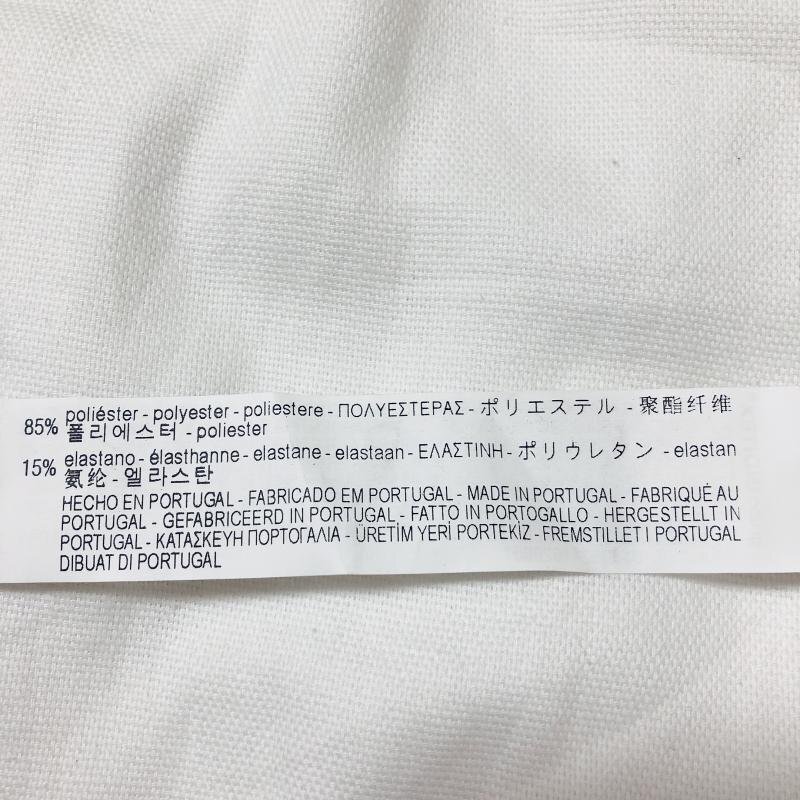 85% poliéster - polyester - poliestere - ΠΟΛΥΕΣΤΕΡΑΣ - ポリエステル - 聚酯纤维
폴리에스터 - poliester
15% elastano - élasthanne - elastane - elastaan - ΕΛΑΣΤΙΝΗ - ポリウレタン - elastan
氨纶 - 엘라스탄
HECHO EN PORTUGAL - FABRICADO EM PORTUGAL - MADE IN PORTUGAL - FABRIQUÉ AU
PORTUGAL - GEFABRICEERD IN PORTUGAL - FATTO IN PORTOGALLO - HERGESTELLT IN
PORTUGAL - ΚΑΤΑΣΚΕΥΗ ΠΟΡΤΟΓΑΛΙΑ - ÜRETİM YERİ PORTEKİZ - FREMSTILLET I PORTUGAL
DIBUAT DI PORTUGAL